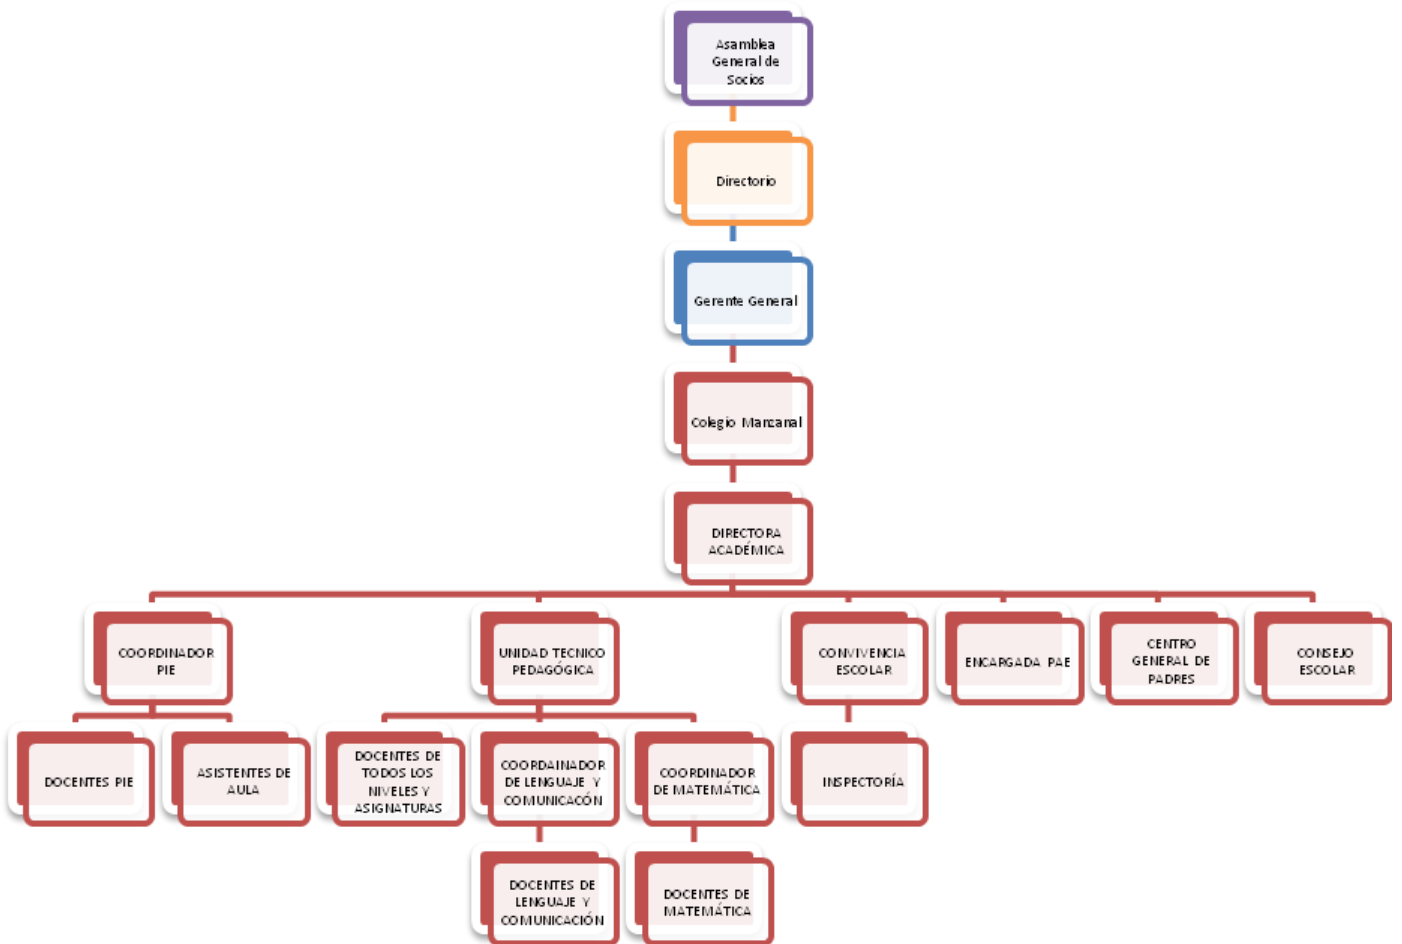 Asamblea
General de
Socios
Directorio
Gerente General
Colegio Manzanal
DIRECTORA
ACADÉMICA
COORDINADOR
PIE
UNIDAD TECNICO
PEDAGÓGICA
CONVIVENCIA
ESCOLAR
ENCARGADA PAE
CENTRO
GENERAL DE
PADRES
CONSEJO
ESCOLAR
DOCENTES PIE
ASISTENTES DE
AULA
DOCENTES DE
TODOS LOS
NIVELES Y
ASIGNATURAS
COORDAINADOR
DE LENGUAJE Y
COMUNICACÓN
COORDINADOR
DE MATEMÁTICA
INSPECTORÍA
DOCENTES DE
LENGUAJE Y
COMUNICACIÓN
DOCENTES DE
MATEMÁTICA